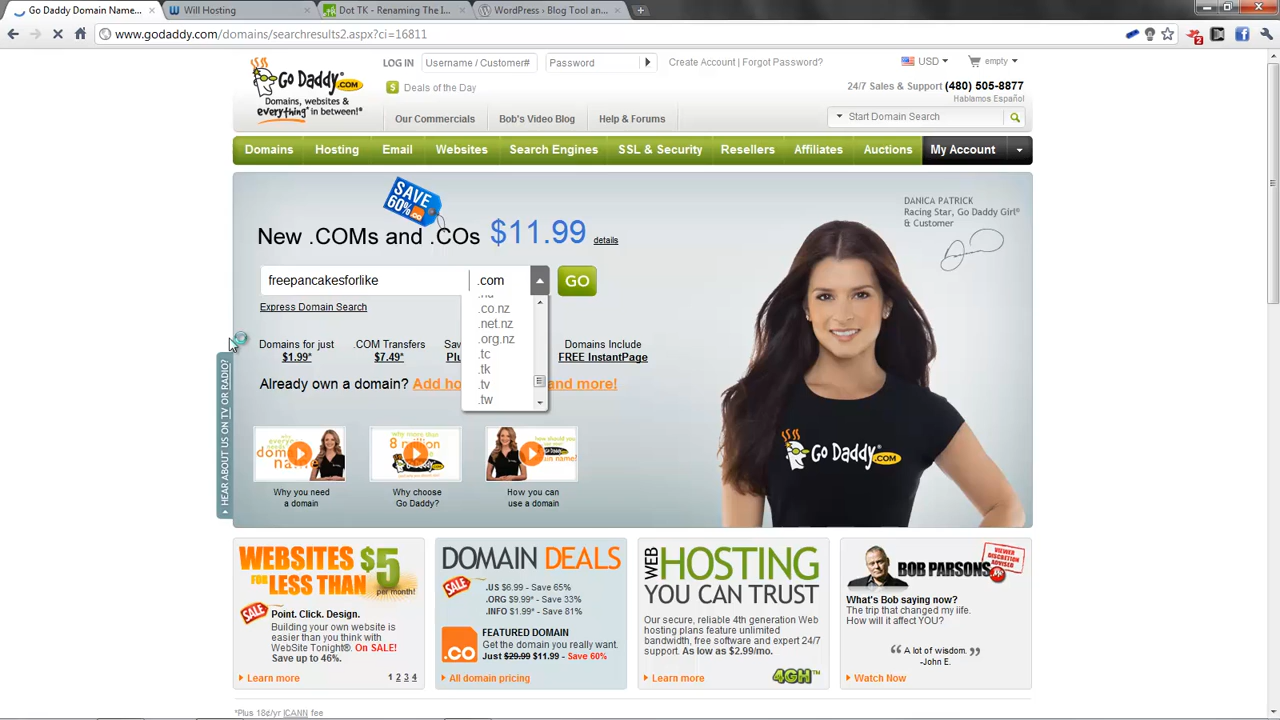 Go Daddy Domain Name...
Will Hosting
Dot TK - Renaming The I...
WordPress › Blog Tool an...
www.godaddy.com/domains/searchresults2.aspx?ci=16811
2
Go Daddy .COM
Domains, websites &
everything* in between!*
LOG IN Username / Customer# Password Create Account | Forgot Password? USD empty
$ Deals of the Day
24/7 Sales & Support (480) 505-8877
Hablamos Español
Our Commercials Bob's Video Blog Help & Forums Start Domain Search
Domains Hosting Email Websites Search Engines SSL & Security Resellers Affiliates Auctions My Account
SAVE 60% .CO
DANICA PATRICK
Racing Star, Go Daddy Girl®
& Customer
New .COMs and .COs $11.99 details
freepancakesforlike .com GO
Express Domain Search
.co.nz
.net.nz
.org.nz
.tc
.tk
.tv
.tw
Domains for just
$1.99*
.COM Transfers
$7.49*
Domains Include
FREE InstantPage
Already own a domain? Add ho and more!
HEAR ABOUT US ON TV OR RADIO?
Why you need
a domain
Why choose
Go Daddy?
How you can
use a domain
Go Daddy .COM
WEBSITES $5
FOR LESS THAN per month!
SALE Point. Click. Design.
Building your own website is
easier than you think with
WebSite Tonight®. On SALE!
Save up to 46%.
Learn more 1 2 3 4
DOMAIN DEALS
SALE .US $6.99 - Save 65%
.ORG $9.99* - Save 33%
.INFO $1.99* - Save 81%
.CO FEATURED DOMAIN
Get the domain you really want.
Just $29.99 $11.99 - Save 60%
All domain pricing
WEB HOSTING
YOU CAN TRUST
Our secure, reliable 4th generation Web
hosting plans feature unlimited
bandwidth, free software and expert 24/7
support. As low as $2.99/mo.
Learn more 4GH™
BOB PARSONS
VIEWER DISCRETION ADVISED
What's Bob saying now?
The trip that changed my life.
How will it affect YOU?
“ A lot of wisdom. ”
-John E.
Watch Now
*Plus 18¢/yr ICANN fee